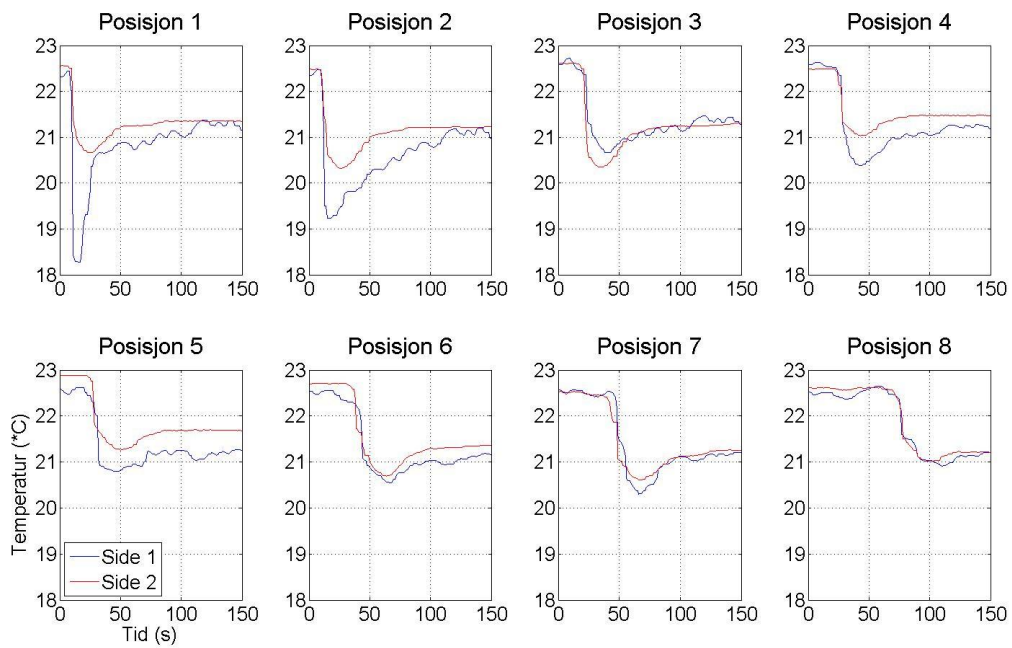 Posisjon 1 Posisjon 2 Posisjon 3 Posisjon 4
23 23 23 23
22 22 22 22
21 21 21 21
20 20 20 20
19 19 19 19
18 18 18 18
0 50 100 150 0 50 100 150 0 50 100 150 0 50 100 150
Posisjon 5 Posisjon 6 Posisjon 7 Posisjon 8
23 23 23 23
22 22 22 22
21 21 21 21
20 20 20 20
19 19 19 19
18 18 18 18
0 50 100 150 0 50 100 150 0 50 100 150 0 50 100 150
Temperatur (*C)
Side 1
Side 2
Tid (s)